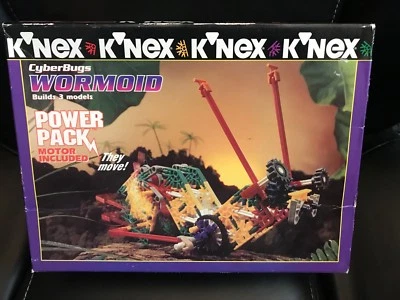 K'NEX K'NEX K'NEX K'NEX
CyberBugs
WORMOID
Builds 3 models
POWER
PACK
MOTOR
INCLUDED
They
move!